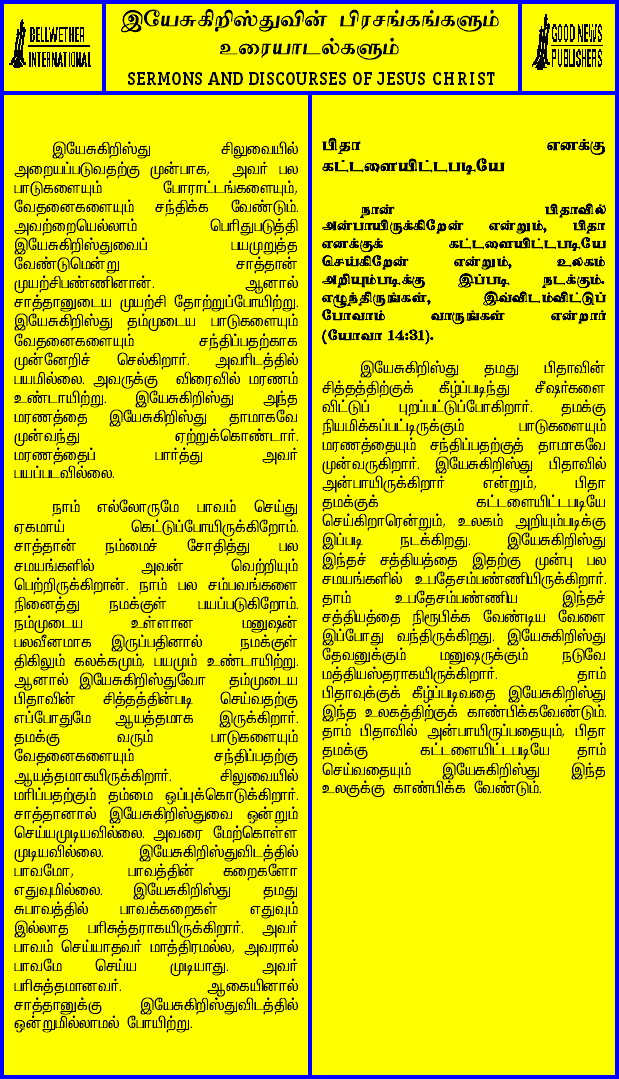 BELLWETHER
INTERNATIONAL
இயேசுகிறிஸ்துவின் பிரசங்கங்களும்
உரையாடல்களும்
SERMONS AND DISCOURSES OF JESUS CHRIST
GOOD NEWS
PUBLISHERS
இயேசுகிறிஸ்து சிலுவையில்
அறையப்படுவதற்கு முன்பாக, அவர் பல
பாடுகளையும் போராட்டங்களையும்,
வேதனைகளையும் சந்திக்க வேண்டும்.
அவற்றையெல்லாம் பெரிதுபடுத்தி
இயேசுகிறிஸ்துவைப் பயமுறுத்த
வேண்டுமென்று சாத்தான்
முயற்சிபண்ணினான். ஆனால்
சாத்தானுடைய முயற்சி தோற்றுப்போயிற்று.
இயேசுகிறிஸ்து தம்முடைய பாடுகளையும்
வேதனைகளையும் சந்திப்பதற்காக
முன்னேறிச் செல்கிறார். அவரிடத்தில்
பயமில்லை. அவருக்கு விரைவில் மரணம்
உண்டாயிற்று. இயேசுகிறிஸ்து அந்த
மரணத்தை இயேசுகிறிஸ்து தாமாகவே
முன்வந்து ஏற்றுக்கொண்டார்.
மரணத்தைப் பார்த்து அவர்
பயப்படவில்லை.
நாம் எல்லோருமே பாவம் செய்து
ஏகமாய் கெட்டுப்போயிருக்கிறோம்.
சாத்தான் நம்மைச் சோதித்து பல
சமயங்களில் அவன் வெற்றியும்
பெற்றிருக்கிறான். நாம் பல சம்பவங்களை
நினைத்து நமக்குள் பயப்படுகிறோம்.
நம்முடைய உள்ளான மனுஷன்
பலவீனமாக இருப்பதினால் நமக்குள்
திகிலும் கலக்கமும், பயமும் உண்டாயிற்று.
ஆனால் இயேசுகிறிஸ்துவோ தம்முடைய
பிதாவின் சித்தத்தின்படி செய்வதற்கு
எப்போதுமே ஆயத்தமாக இருக்கிறார்.
தமக்கு வரும் பாடுகளையும்
வேதனைகளையும் சந்திப்பதற்கு
ஆயத்தமாகயிருக்கிறார். சிலுவையில்
மரிப்பதற்கும் தம்மை ஒப்புக்கொடுக்கிறார்.
சாத்தானால் இயேசுகிறிஸ்துவை ஒன்றும்
செய்யமுடியவில்லை. அவரை மேற்கொள்ள
முடியவில்லை. இயேசுகிறிஸ்துவிடத்தில்
பாவமோ, பாவத்தின் கறைகளோ
எதுவுமில்லை. இயேசுகிறிஸ்து தமது
சுபாவத்தில் பாவக்கறைகள் எதுவும்
இல்லாத பரிசுத்தராகயிருக்கிறார். அவர்
பாவம் செய்யாதவர் மாத்திரமல்ல, அவரால்
பாவமே செய்ய முடியாது. அவர்
பரிசுத்தமானவர். ஆகையினால்
சாத்தானுக்கு இயேசுகிறிஸ்துவிடத்தில்
ஒன்றுமில்லாமல் போயிற்று.
பிதா எனக்கு
கட்டளையிட்டபடியே
நான் பிதாவில்
அன்பாயிருக்கிறேன் என்றும், பிதா
எனக்குக் கட்டளையிட்டபடியே
செய்கிறேன் என்றும், உலகம்
அறியும்படிக்கு இப்படி நடக்கும்.
எழுந்திருங்கள், இவ்விடம்விட்டுப்
போவாம் வாருங்கள் என்றார்
(யோவா 14:31).
இயேசுகிறிஸ்து தமது பிதாவின்
சித்தத்திற்குக் கீழ்ப்படிந்து சீஷர்களை
விட்டுப் புறப்பட்டுப்போகிறார். தமக்கு
நியமிக்கப்பட்டிருக்கும் பாடுகளையும்
மரணத்தையும் சந்திப்பதற்குத் தாமாகவே
முன்வருகிறார். இயேசுகிறிஸ்து பிதாவில்
அன்பாயிருக்கிறார் என்றும், பிதா
தமக்குக் கட்டளையிட்டபடியே
செய்கிறாரென்றும், உலகம் அறியும்படிக்கு
இப்படி நடக்கிறது. இயேசுகிறிஸ்து
இந்தச் சத்தியத்தை இதற்கு முன்பு பல
சமயங்களில் உபதேசம்பண்ணியிருக்கிறார்.
தாம் உபதேசம்பண்ணிய இந்தச்
சத்தியத்தை நிரூபிக்க வேண்டிய வேளை
இப்போது வந்திருக்கிறது. இயேசுகிறிஸ்து
தேவனுக்கும் மனுஷருக்கும் நடுவே
மத்தியஸ்தராகயிருக்கிறார். தாம்
பிதாவுக்குக் கீழ்ப்படிவதை இயேசுகிறிஸ்து
இந்த உலகத்திற்குக் காண்பிக்கவேண்டும்.
தாம் பிதாவில் அன்பாயிருப்பதையும், பிதா
தமக்கு கட்டளையிட்டபடியே தாம்
செய்வதையும் இயேசுகிறிஸ்து இந்த
உலகுக்கு காண்பிக்க வேண்டும்.